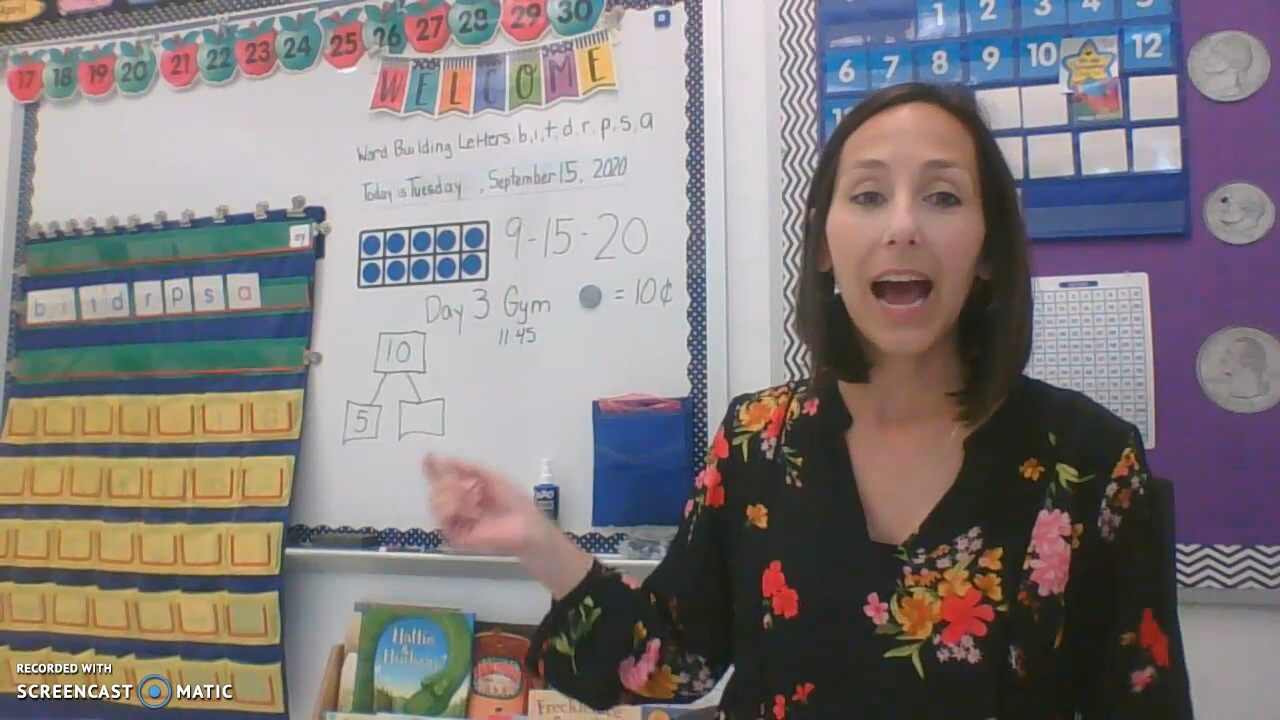 April
17 18 19 20 21 22 23 24 25 26 27 28 29 30
WELCOME
Word Building Letters: b, i, t, d, r, p, s, a
Today is Tuesday , September 15, 2020
9-15-20
Day 3 Gym = 10¢
11:45
10
5
b i t d r p s a
1 2 3 4 5
6 7 8 9 10 12
EXPO
Hattie
& Hudson
RECORDED WITH
SCREENCAST MATIC